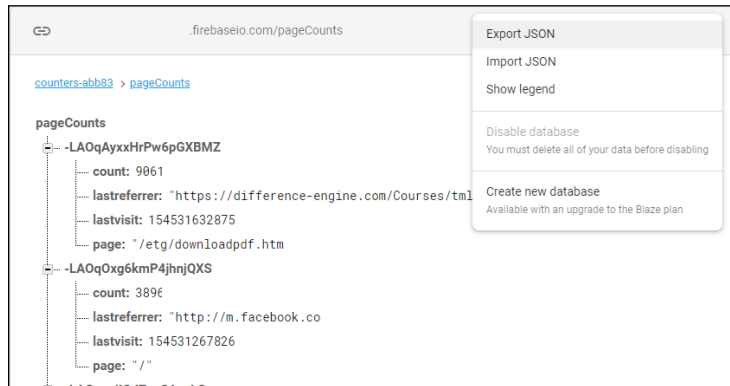 .firebaseio.com/pageCounts
Export JSON
Import JSON
Show legend
Disable database
You must delete all of your data before disabling
Create new database
Available with an upgrade to the Blaze plan
counters-abb83 > pageCounts
pageCounts
-LAOqAyxxHrPw6pGXBMZ
count: 9061
lastreferrer: "https://difference-engine.com/Courses/tml
lastvisit: 154531632875
page: "/etg/downloadpdf.htm
-LAOqOxg6kmP4jhnjQXS
count: 3896
lastreferrer: "http://m.facebook.co
lastvisit: 154531267826
page: "/"